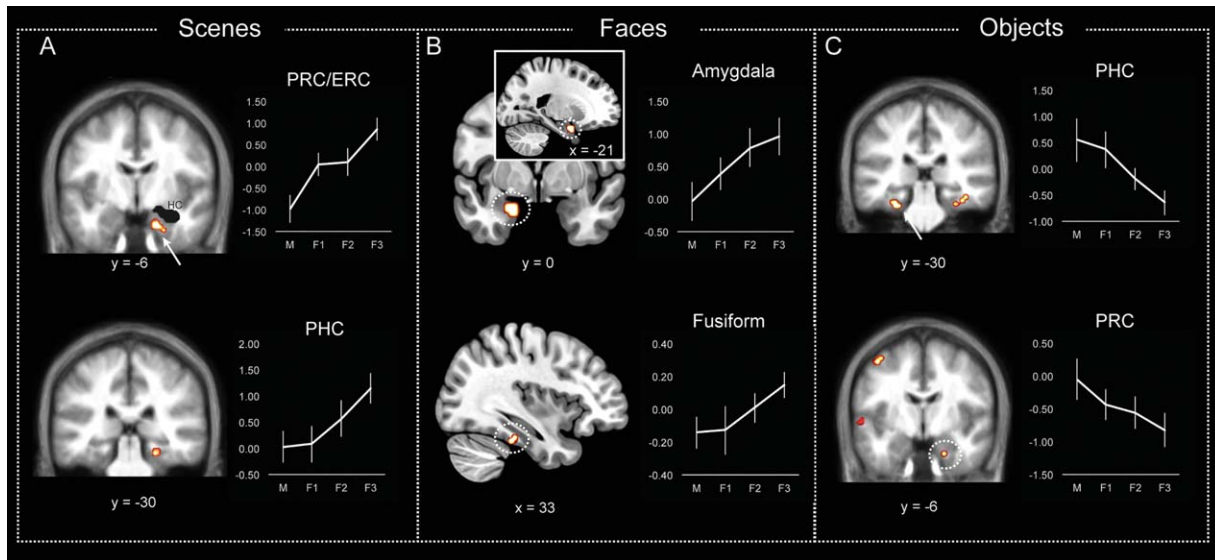 Scenes
Faces
Objects
A
PRC/ERC
1.50
1.00
0.50
0.00
-0.50
-1.00
-1.50
M F1 F2 F3
HC
y = -6
PHC
2.00
1.50
1.00
0.50
0.00
-0.50
M F1 F2 F3
y = -30
B
x = -21
Amygdala
1.50
1.00
0.50
0.00
-0.50
M F1 F2 F3
y = 0
Fusiform
0.40
0.20
0.00
-0.20
-0.40
M F1 F2 F3
x = 33
C
PHC
1.50
1.00
0.50
0.00
-0.50
-1.00
M F1 F2 F3
y = -30
PRC
0.50
0.00
-0.50
-1.00
-1.50
M F1 F2 F3
y = -6